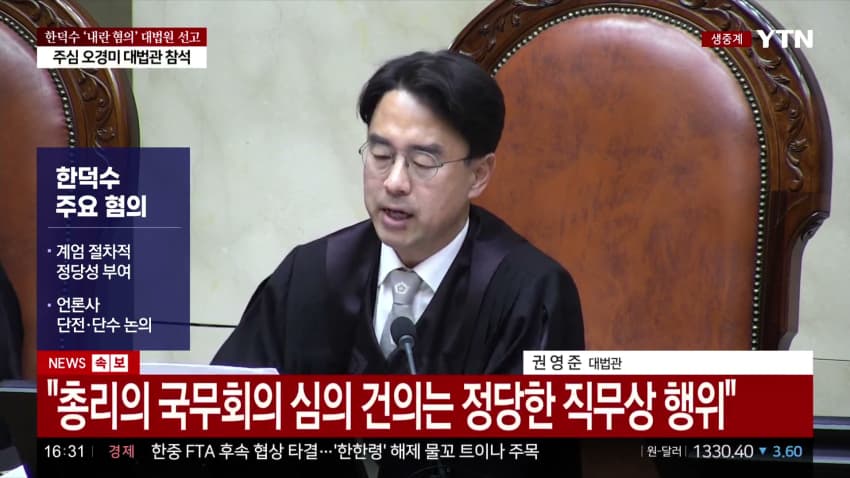 한덕수 '내란 혐의' 대법원 선고
주심 오경미 대법관 참석
생중계
YTN
한덕수
주요 혐의
· 계엄 절차적
정당성 부여
· 언론사
단전·단수 논의
NEWS 속보
권영준 대법관
"총리의 국무회의 심의 건의는 정당한 직무상 행위"
16:31 경제 한중 FTA 후속 협상 타결…'한한령' 해제 물꼬 트이나 주목
원-달러 1330.40 ▼ 3.60